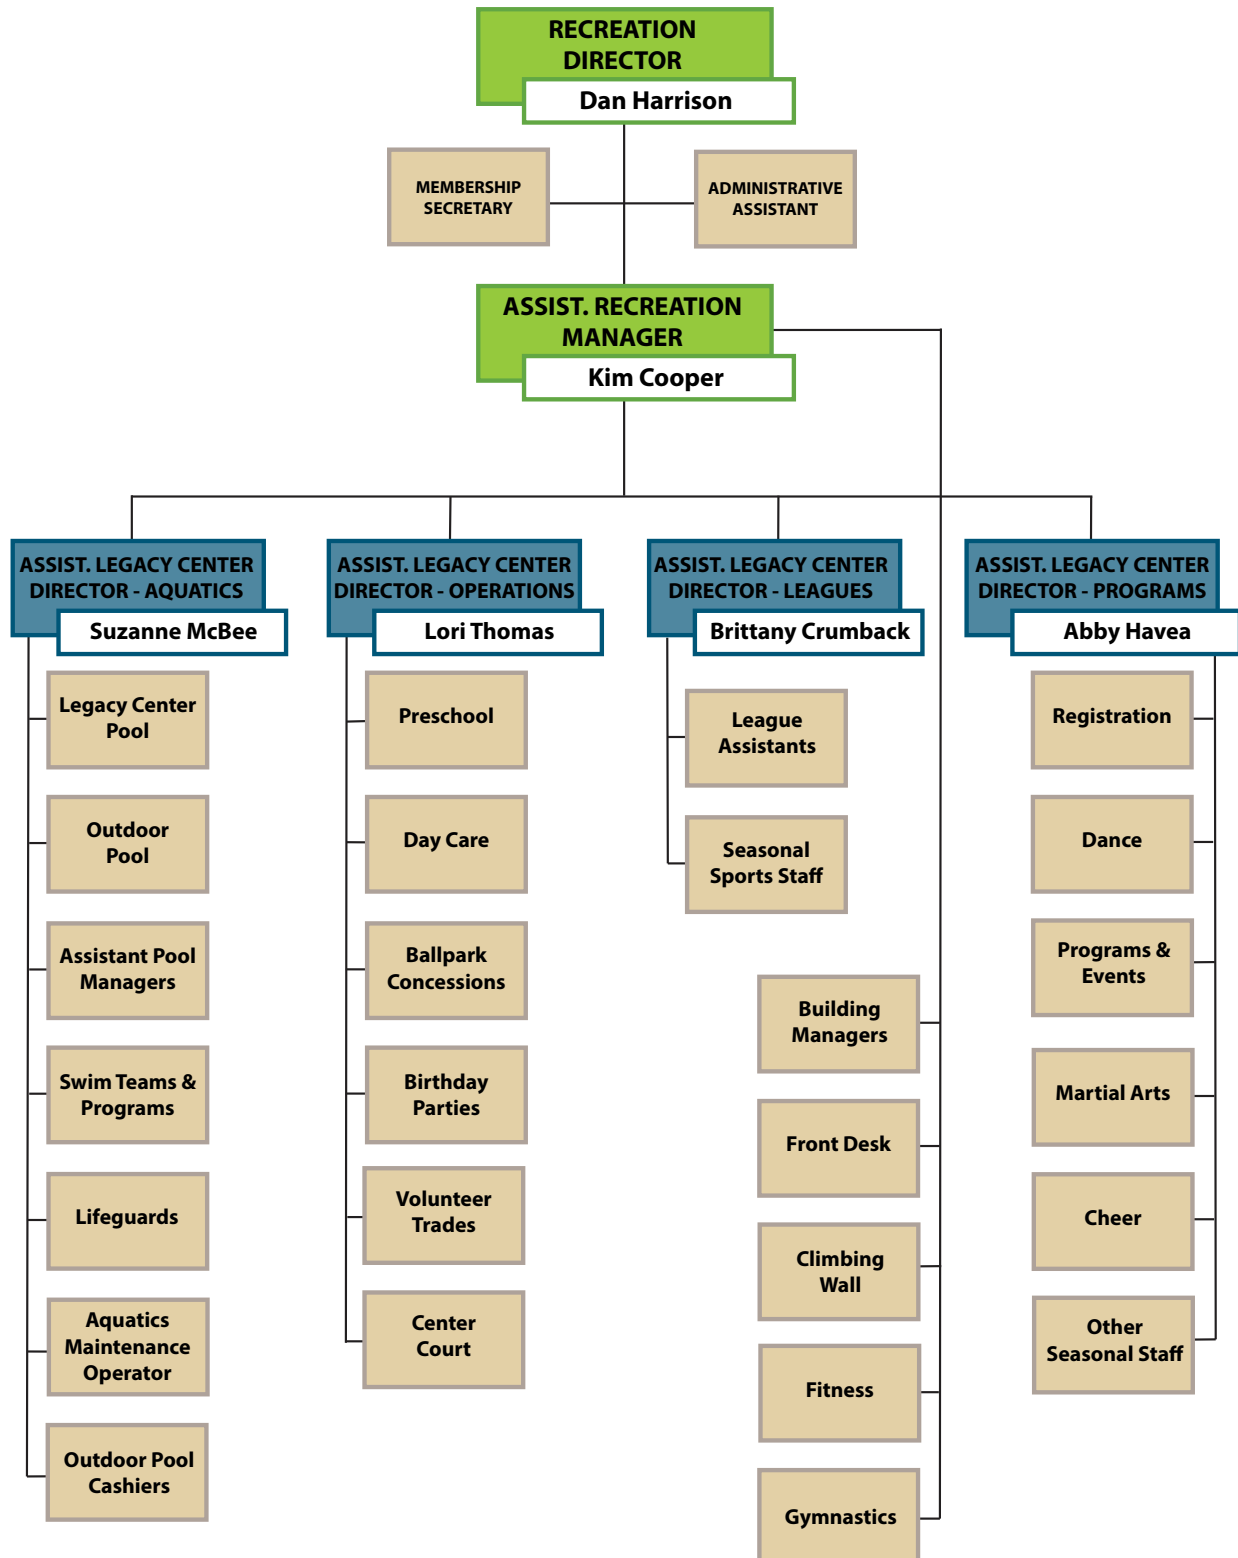 RECREATION
DIRECTOR
Dan Harrison
MEMBERSHIP
SECRETARY
ADMINISTRATIVE
ASSISTANT
ASSIST. RECREATION
MANAGER
Kim Cooper
ASSIST. LEGACY CENTER
DIRECTOR - AQUATICS
Suzanne McBee
Legacy Center
Pool
Outdoor
Pool
Assistant Pool
Managers
Swim Teams &
Programs
Lifeguards
Aquatics
Maintenance
Operator
Outdoor Pool
Cashiers
ASSIST. LEGACY CENTER
DIRECTOR - OPERATIONS
Lori Thomas
Preschool
Day Care
Ballpark
Concessions
Birthday
Parties
Volunteer
Trades
Center
Court
ASSIST. LEGACY CENTER
DIRECTOR - LEAGUES
Brittany Crumback
League
Assistants
Seasonal
Sports Staff
Building
Managers
Front Desk
Climbing
Wall
Fitness
Gymnastics
ASSIST. LEGACY CENTER
DIRECTOR - PROGRAMS
Abby Havea
Registration
Dance
Programs &
Events
Martial Arts
Cheer
Other
Seasonal Staff